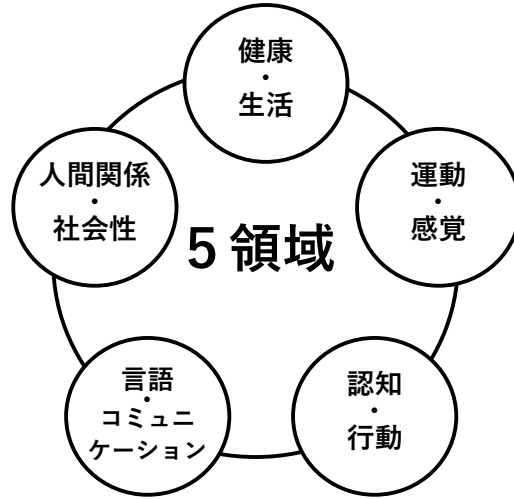 健康
・
生活
人間関係
・
社会性
運動
・
感覚
5領域
言語
・
コミュニ
ケーション
認知
・
行動